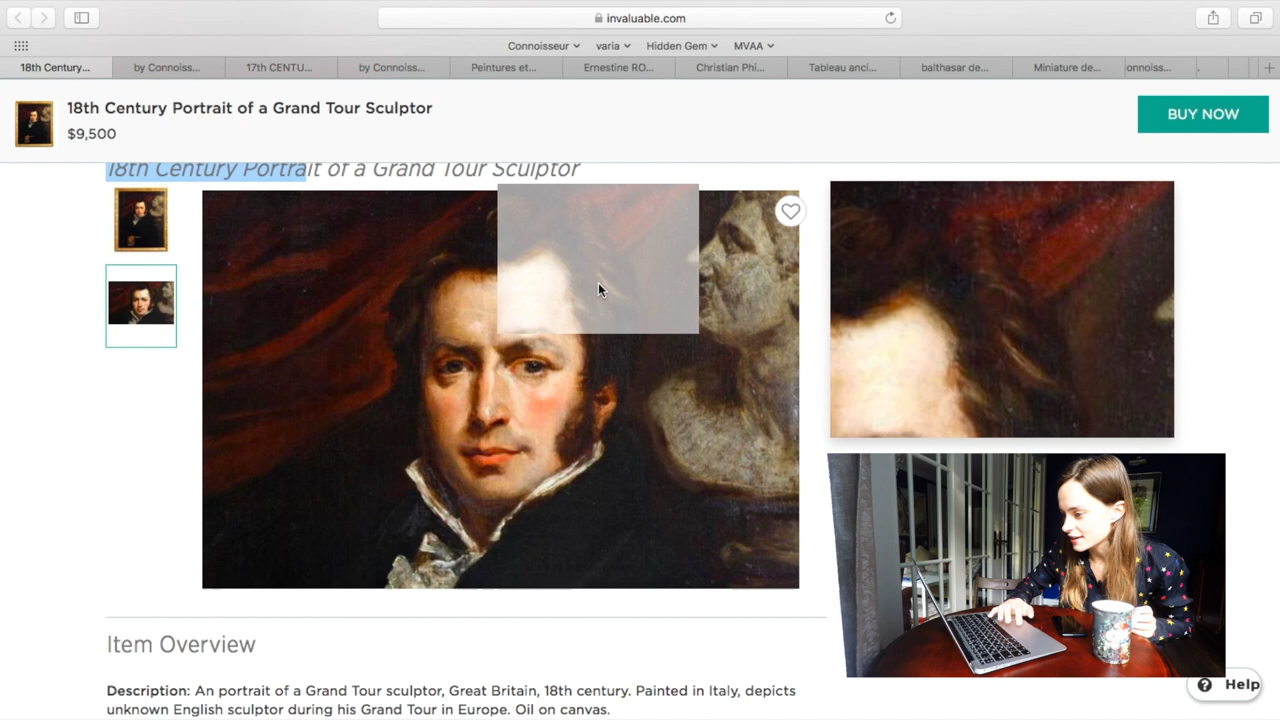 invaluable.com
Connoisseur varia Hidden Gem MVAA
18th Century... by Connoiss... 17TH CENTU... by Connoiss... Peintures et... Ernestine RO... Christian Phi... Tableau anci... balthasar de... Miniature de... onnoiss... .
18th Century Portrait of a Grand Tour Sculptor
$9,500
BUY NOW
18th Century Portrait of a Grand Tour Sculptor
Item Overview
Description: An portrait of a Grand Tour sculptor, Great Britain, 18th century. Painted in Italy, depicts
unknown English sculptor during his Grand Tour in Europe. Oil on canvas.
? Help